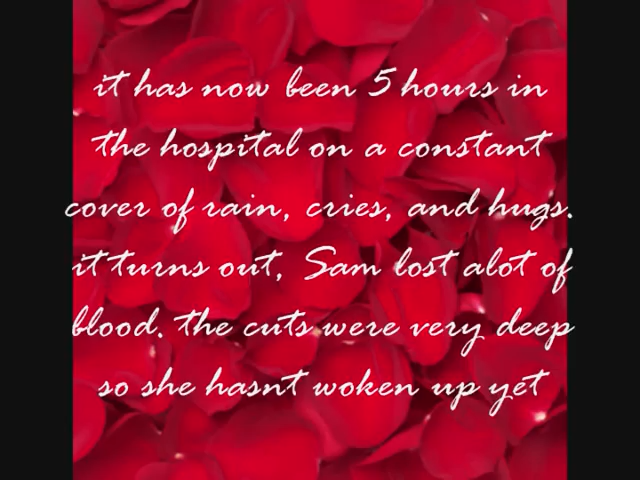 it has now been 5 hours in
the hospital on a constant
cover of rain, cries, and hugs.
it turns out, Sam lost alot of
blood. the cuts were very deep
so she hasnt woken up yet